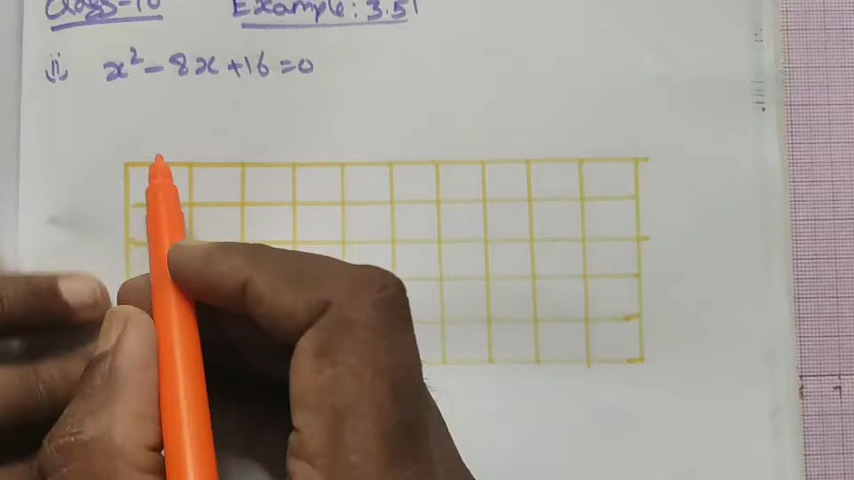 Class-10 Example: 3.51
ii x² - 8x + 16 = 0